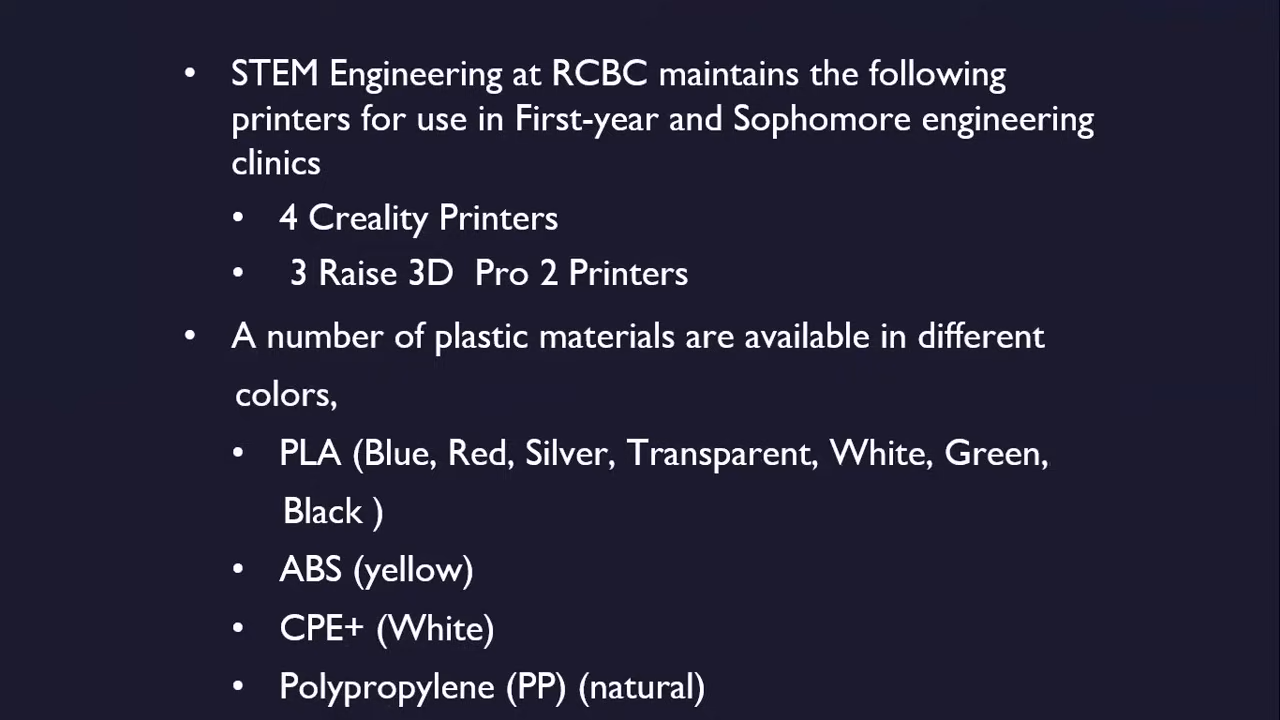 • STEM Engineering at RCBC maintains the following
printers for use in First-year and Sophomore engineering
clinics
• 4 Creality Printers
• 3 Raise 3D  Pro 2 Printers
• A number of plastic materials are available in different
colors,
• PLA (Blue, Red, Silver, Transparent, White, Green,
Black )
• ABS (yellow)
• CPE+ (White)
• Polypropylene (PP) (natural)